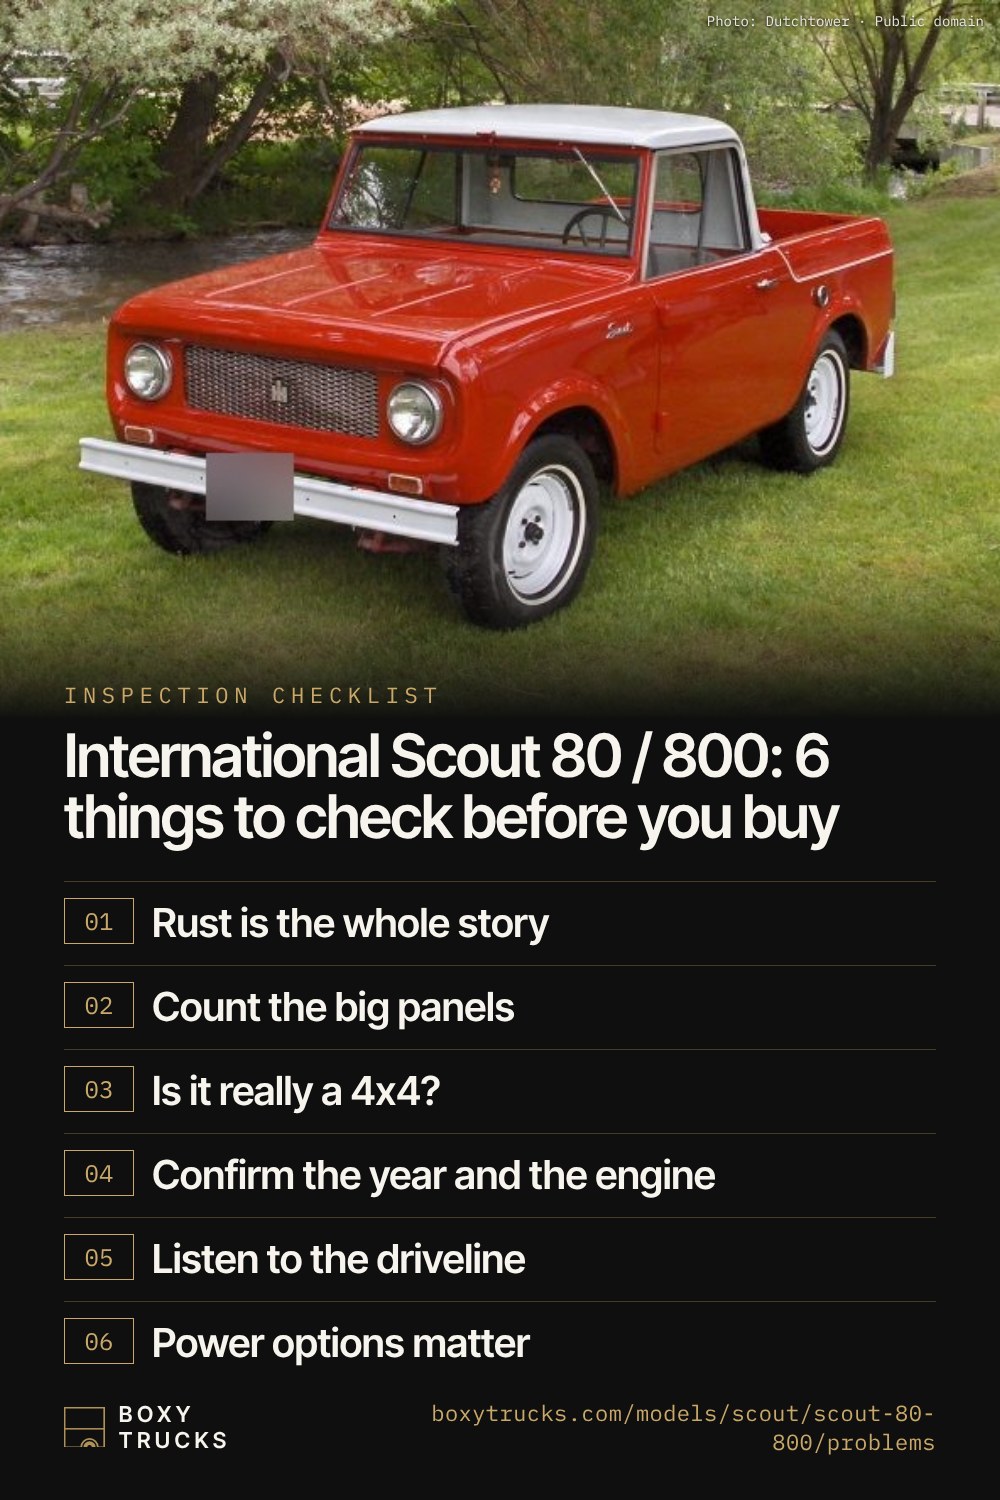 Photo: Dutchtower · Public domain
Scout
IH
INSPECTION CHECKLIST
International Scout 80 / 800: 6
things to check before you buy
01 Rust is the whole story
02 Count the big panels
03 Is it really a 4x4?
04 Confirm the year and the engine
05 Listen to the driveline
06 Power options matter
BOXY
TRUCKS
boxytrucks.com/models/scout/scout-80-
800/problems